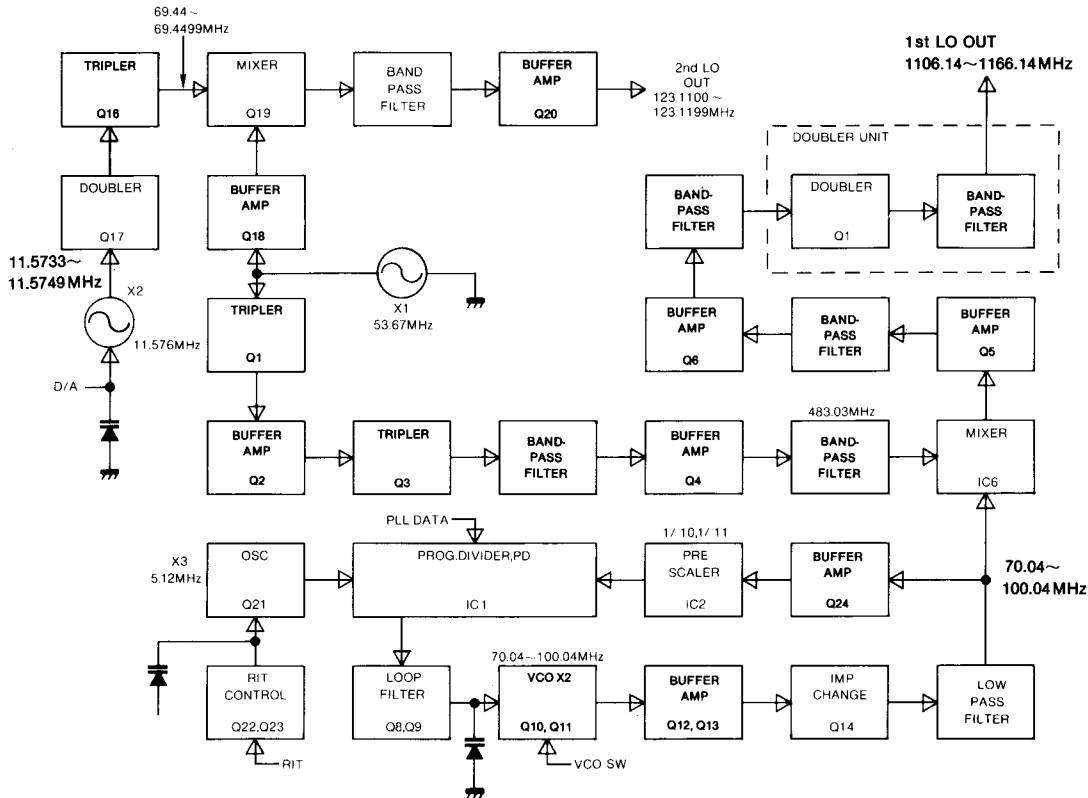 69.44~
69.4499MHz
TRIPLER
Q16
MIXER
Q19
BAND
PASS
FILTER
BUFFER
AMP
Q20
2nd LO
OUT
123.1100~
123.1199MHz
1st LO OUT
1106.14~1166.14MHz
DOUBLER UNIT
DOUBLER
Q17
BUFFER
AMP
Q18
BAND-
PASS
FILTER
DOUBLER
Q1
BAND-
PASS
FILTER
11.5733~
11.5749MHz
X2
11.576MHz
D/A
X1
53.67MHz
TRIPLER
Q1
BUFFER
AMP
Q6
BAND-
PASS
FILTER
BUFFER
AMP
Q5
BUFFER
AMP
Q2
TRIPLER
Q3
BAND-
PASS
FILTER
BUFFER
AMP
Q4
483.03MHz
BAND-
PASS
FILTER
MIXER
IC6
PLL DATA
X3
5.12MHz
OSC
Q21
PROG.DIVIDER,PD
IC1
1/10,1/11
PRE
SCALER
IC2
BUFFER
AMP
Q24
70.04~
100.04MHz
RIT
CONTROL
Q22,Q23
RIT
LOOP
FILTER
Q8,Q9
70.04~100.04MHz
VCO X2
Q10, Q11
VCO SW
BUFFER
AMP
Q12, Q13
IMP
CHANGE
Q14
LOW
PASS
FILTER